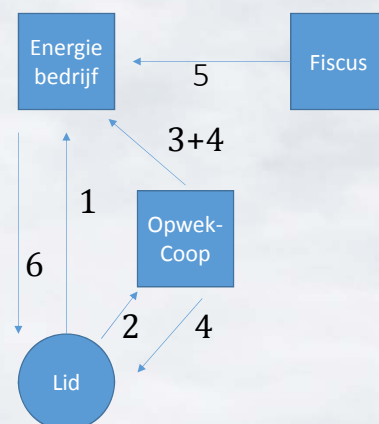 Energie
bedrijf
Fiscus
5
3+4
1
Opwek-
Coop
6
2
4
Lid